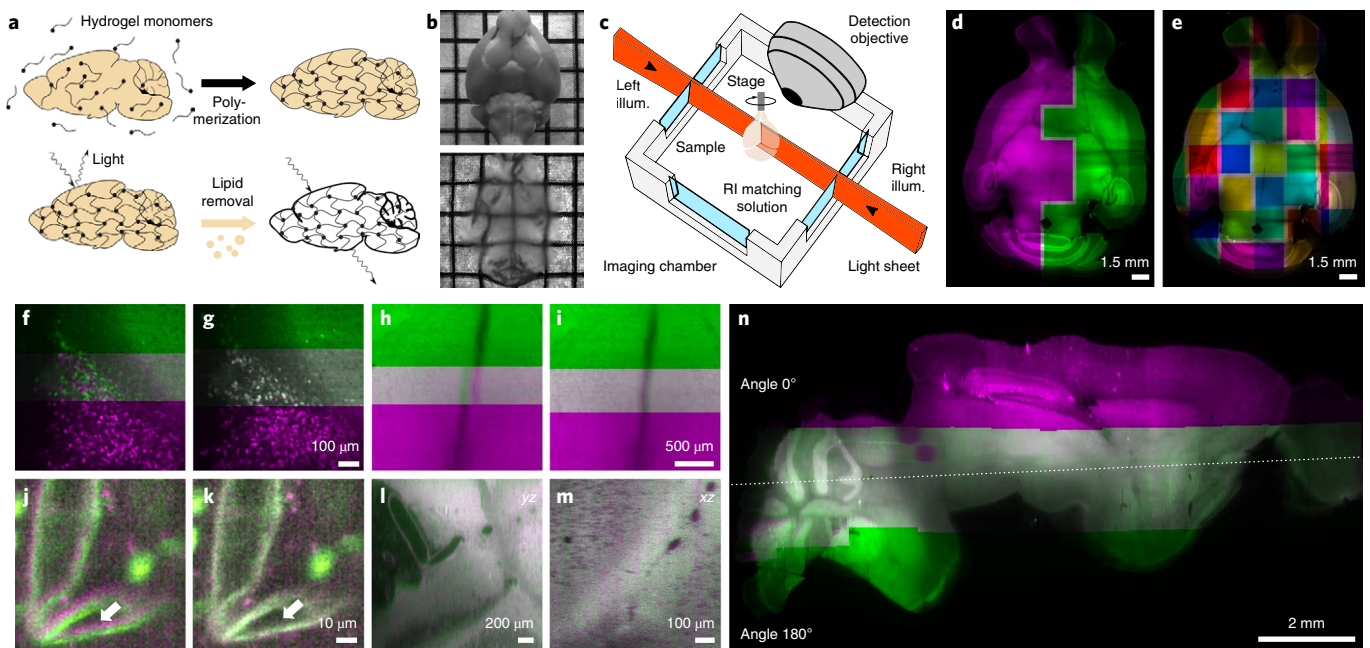 a
Hydrogel monomers
Poly-
merization
Light
Lipid
removal
b
c
Detection
objective
Left
illum.
Stage
Sample
Right
illum.
RI matching
solution
Imaging chamber
Light sheet
d
1.5 mm
e
1.5 mm
f
g
100 μm
h
i
500 μm
j
k
10 μm
l
yz
200 μm
m
xz
100 μm
n
Angle 0°
Angle 180°
2 mm